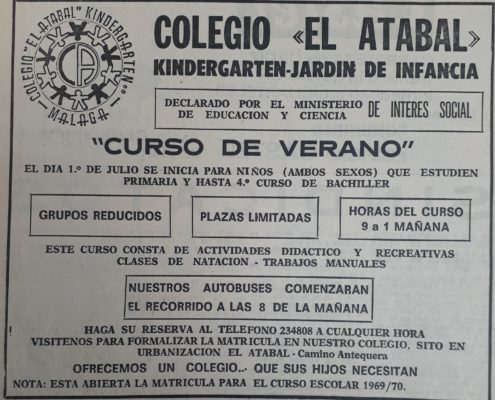 COLEGIO "EL ATABAL" KINDERGARTEN
MALAGA
CA
COLEGIO «EL ATABAL»
KINDERGARTEN-JARDIN DE INFANCIA
DECLARADO POR EL MINISTERIO
DE EDUCACION Y CIENCIA
DE INTERES SOCIAL
"CURSO DE VERANO"
EL DIA 1.º DE JULIO SE INICIA PARA NIÑOS (AMBOS SEXOS) QUE ESTUDIEN
PRIMARIA Y HASTA 4.º CURSO DE BACHILLER
GRUPOS REDUCIDOS
PLAZAS LIMITADAS
HORAS DEL CURSO
9 a 1 MAÑANA
ESTE CURSO CONSTA DE ACTIVIDADES DIDACTICO Y RECREATIVAS
CLASES DE NATACION - TRABAJOS MANUALES
NUESTROS AUTOBUSES COMENZARAN
EL RECORRIDO A LAS 8 DE LA MAÑANA
HAGA SU RESERVA AL TELEFONO 234808 A CUALQUIER HORA
VISITENOS PARA FORMALIZAR LA MATRICULA EN NUESTRO COLEGIO, SITO EN
URBANIZACION EL ATABAL - Camino Antequera
OFRECEMOS UN COLEGIO.. QUE SUS HIJOS NECESITAN
NOTA: ESTA ABIERTA LA MATRICULA PARA EL CURSO ESCOLAR 1969/70.